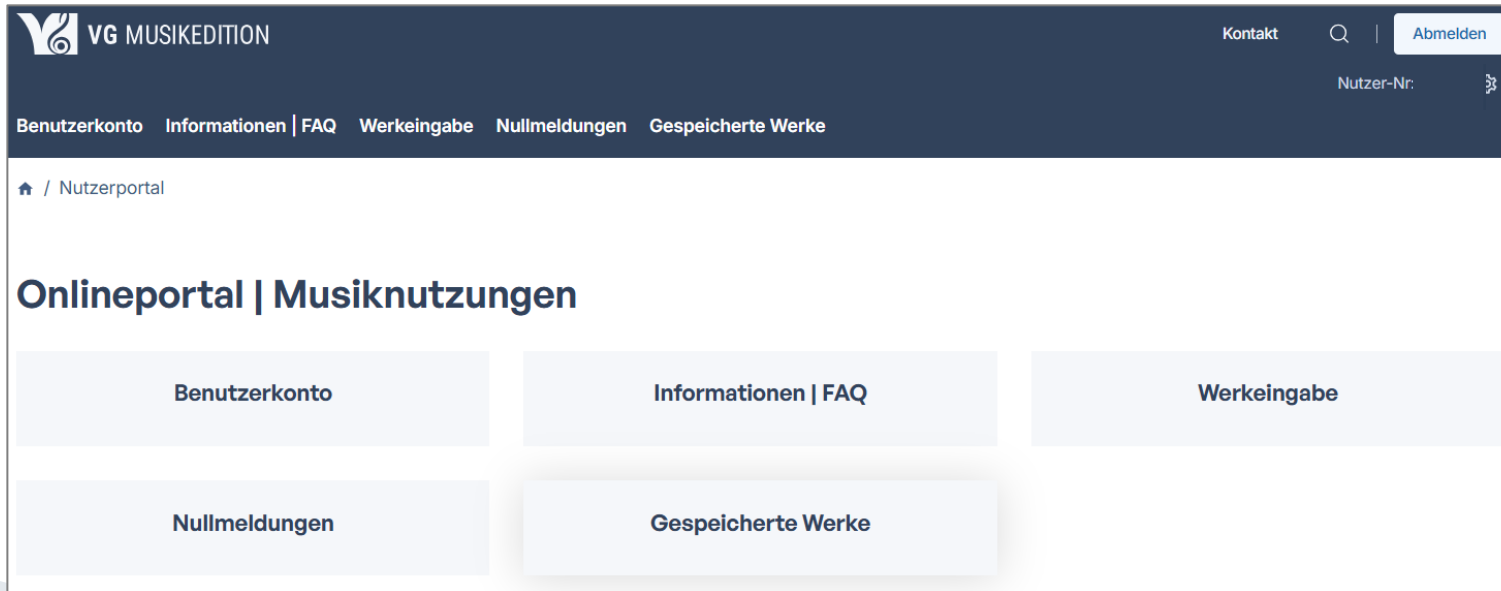 VG MUSIKEDITION
Kontakt | Abmelden
Nutzer-Nr:
Benutzerkonto Informationen | FAQ Werkeingabe Nullmeldungen Gespeicherte Werke
/ Nutzerportal
Onlineportal | Musiknutzungen
Benutzerkonto Informationen | FAQ Werkeingabe
Nullmeldungen Gespeicherte Werke